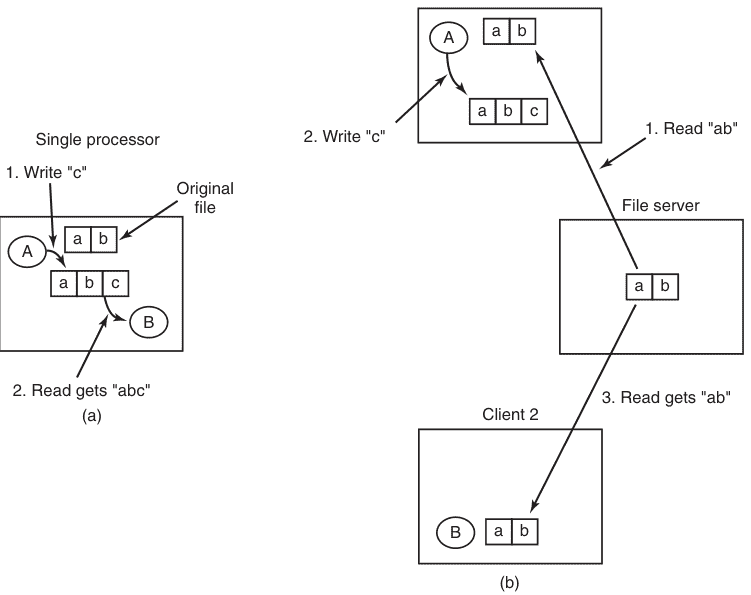 Single processor
1. Write "c"
Original
file
A
a b
a b c
B
2. Read gets "abc"
(a)
A
a b
a b c
2. Write "c"
1. Read "ab"
File server
a b
3. Read gets "ab"
Client 2
B
a b
(b)